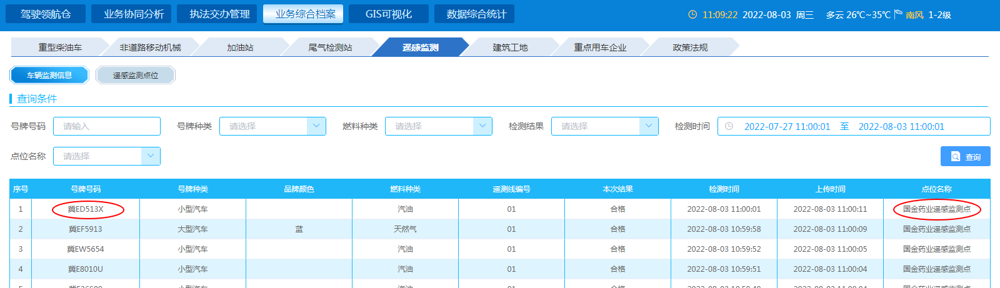 驾驶领航仓 业务协同分析 执法交办管理 业务综合档案 GIS可视化 数据综合统计 11:09:22 2022-08-03 周三 多云 26℃~35℃ 南风 1-2级
重型柴油车 非道路移动机械 加油站 尾气检测站 遥感监测 建筑工地 重点用车企业 政策法规
车辆监测信息 遥感监测点位
查询条件
号牌号码 请输入 号牌种类 请选择 燃料种类 请选择 检测结果 请选择 检测时间 2022-07-27 11:00:01 至 2022-08-03 11:00:01
点位名称 请选择 查询
序号 号牌号码 号牌种类 品牌颜色 燃料种类 遥测线编号 本次结果 检测时间 上传时间 点位名称
1 冀ED513X 小型汽车 汽油 01 合格 2022-08-03 11:00:01 2022-08-03 11:00:11 国金药业遥感监测点
2 冀EF5913 大型汽车 蓝 天然气 01 合格 2022-08-03 10:59:58 2022-08-03 11:00:09 国金药业遥感监测点
3 冀EW5654 小型汽车 汽油 01 合格 2022-08-03 10:59:52 2022-08-03 11:00:05 国金药业遥感监测点
4 冀E8010U 小型汽车 汽油 01 合格 2022-08-03 10:59:51 2022-08-03 11:00:04 国金药业遥感监测点